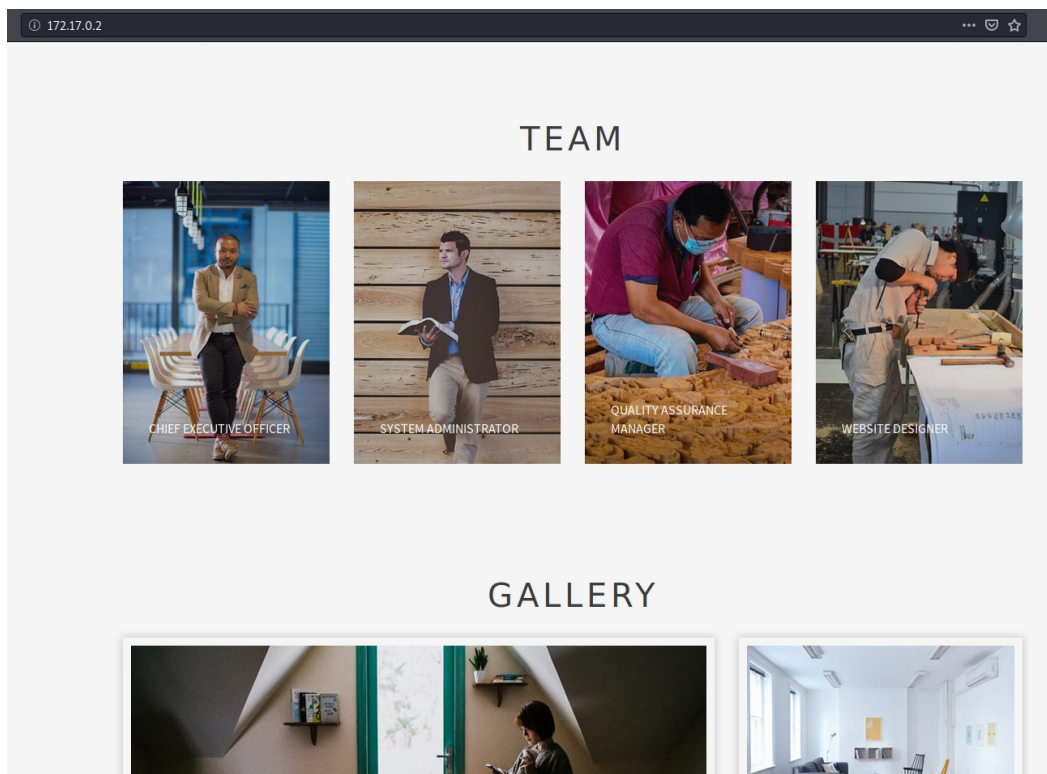 172.17.0.2
TEAM
CHIEF EXECUTIVE OFFICER
SYSTEM ADMINISTRATOR
QUALITY ASSURANCE
MANAGER
WEBSITE DESIGNER
GALLERY